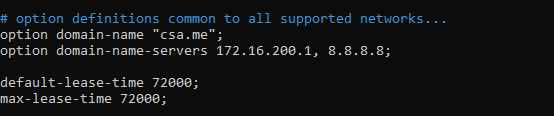 # option definitions common to all supported networks...
option domain-name "csa.me";
option domain-name-servers 172.16.200.1, 8.8.8.8;
default-lease-time 72000;
max-lease-time 72000;